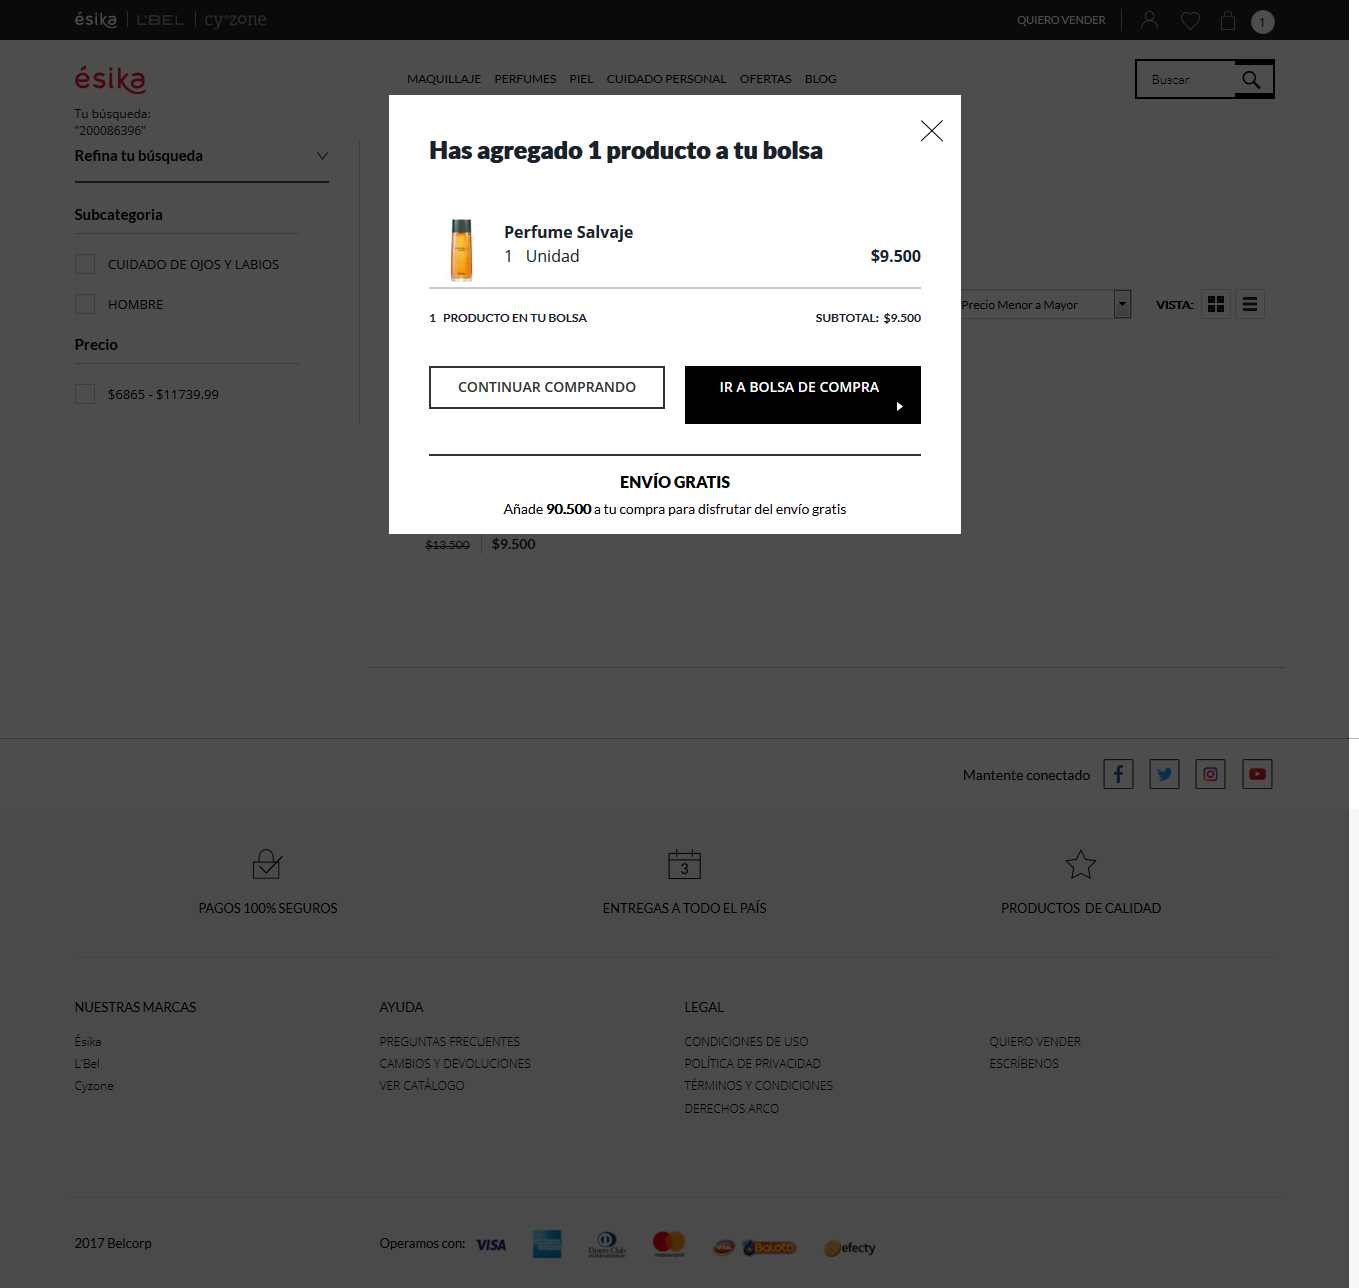 ésika L'BEL cy°zone QUIERO VENDER 1
ésika MAQUILLAJE PERFUMES PIEL CUIDADO PERSONAL OFERTAS BLOG Buscar
Tu búsqueda:
"200086396"
Refina tu búsqueda
Subcategoria
CUIDADO DE OJOS Y LABIOS
HOMBRE
Precio
$6865 - $11739.99
Has agregado 1 producto a tu bolsa
Perfume Salvaje
1 Unidad $9.500
1 PRODUCTO EN TU BOLSA SUBTOTAL: $9.500
CONTINUAR COMPRANDO IR A BOLSA DE COMPRA
ENVÍO GRATIS
Añade 90.500 a tu compra para disfrutar del envío gratis
Precio Menor a Mayor VISTA:
$13.500 $9.500
Mantente conectado
3
PAGOS 100% SEGUROS ENTREGAS A TODO EL PAÍS PRODUCTOS DE CALIDAD
NUESTRAS MARCAS AYUDA LEGAL
Ésika PREGUNTAS FRECUENTES CONDICIONES DE USO QUIERO VENDER
L'Bel CAMBIOS Y DEVOLUCIONES POLÍTICA DE PRIVACIDAD ESCRÍBENOS
Cyzone VER CATÁLOGO TÉRMINOS Y CONDICIONES
DERECHOS ARCO
2017 Belcorp Operamos con: VISA Diners Club INTERNATIONAL mastercard Baloto efecty